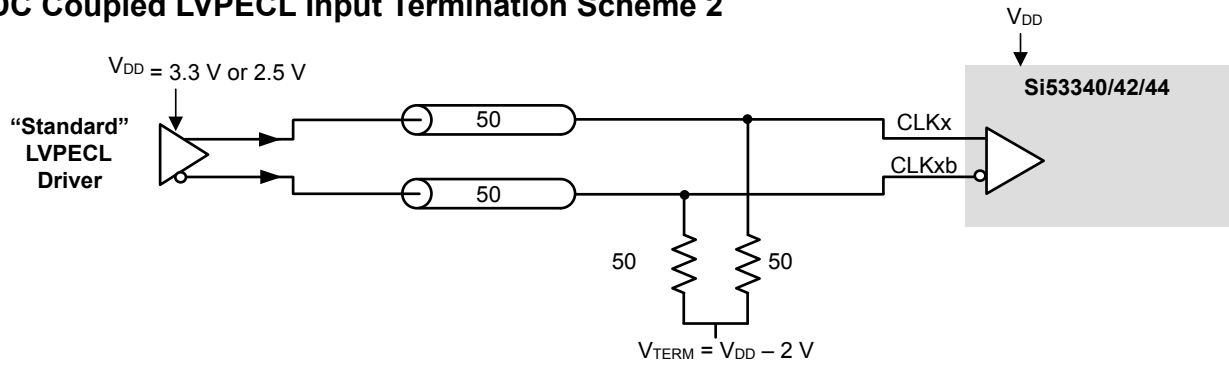 DC Coupled LVPECL Input Termination Scheme 2
VDD
VDD = 3.3 V or 2.5 V
Si53340/42/44
“Standard”
LVPECL
Driver
50
CLKx
50
CLKxb
50
50
VTERM = VDD – 2 V